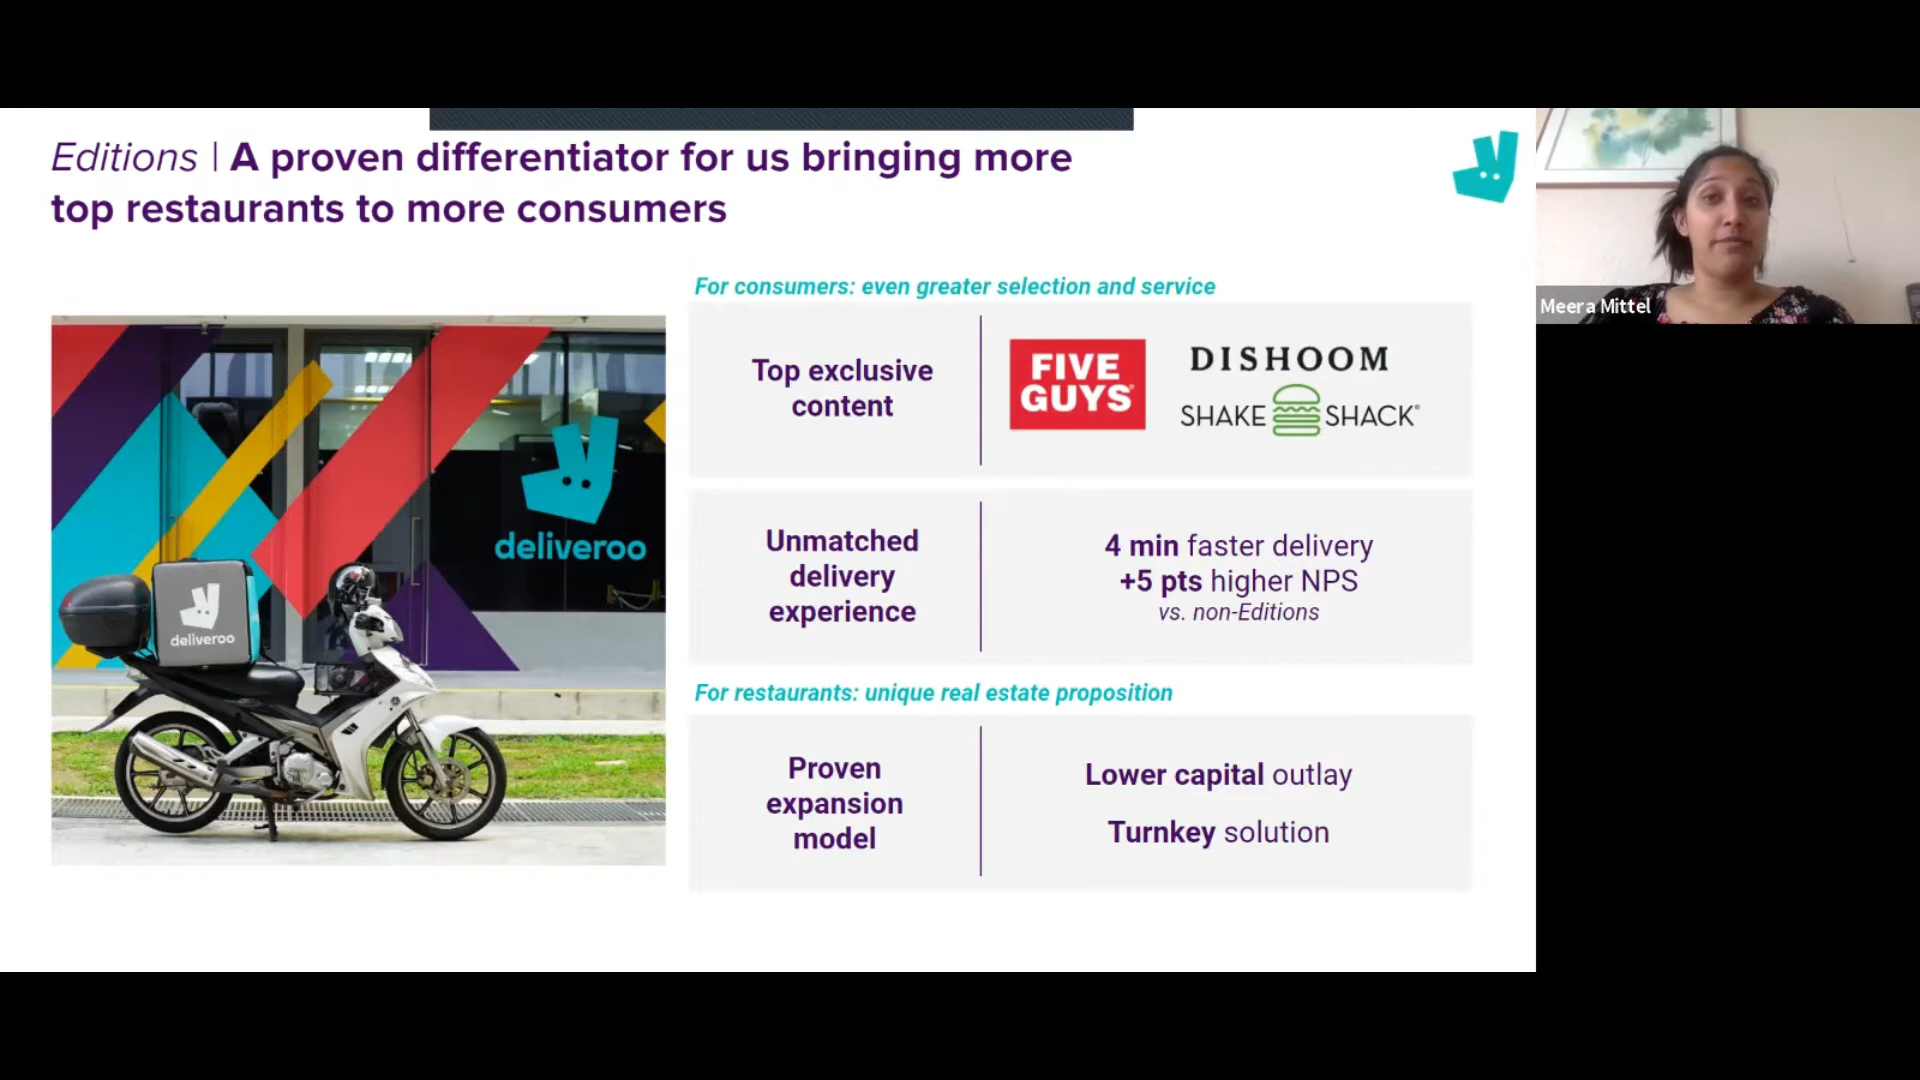 Editions | A proven differentiator for us bringing more
top restaurants to more consumers
For consumers: even greater selection and service
Top exclusive
content
FIVE
GUYS
DISHOOM
SHAKE SHACK
Unmatched
delivery
experience
4 min faster delivery
+5 pts higher NPS
vs. non-Editions
For restaurants: unique real estate proposition
Proven
expansion
model
Lower capital outlay
Turnkey solution
deliveroo
deliveroo
Meera Mittel